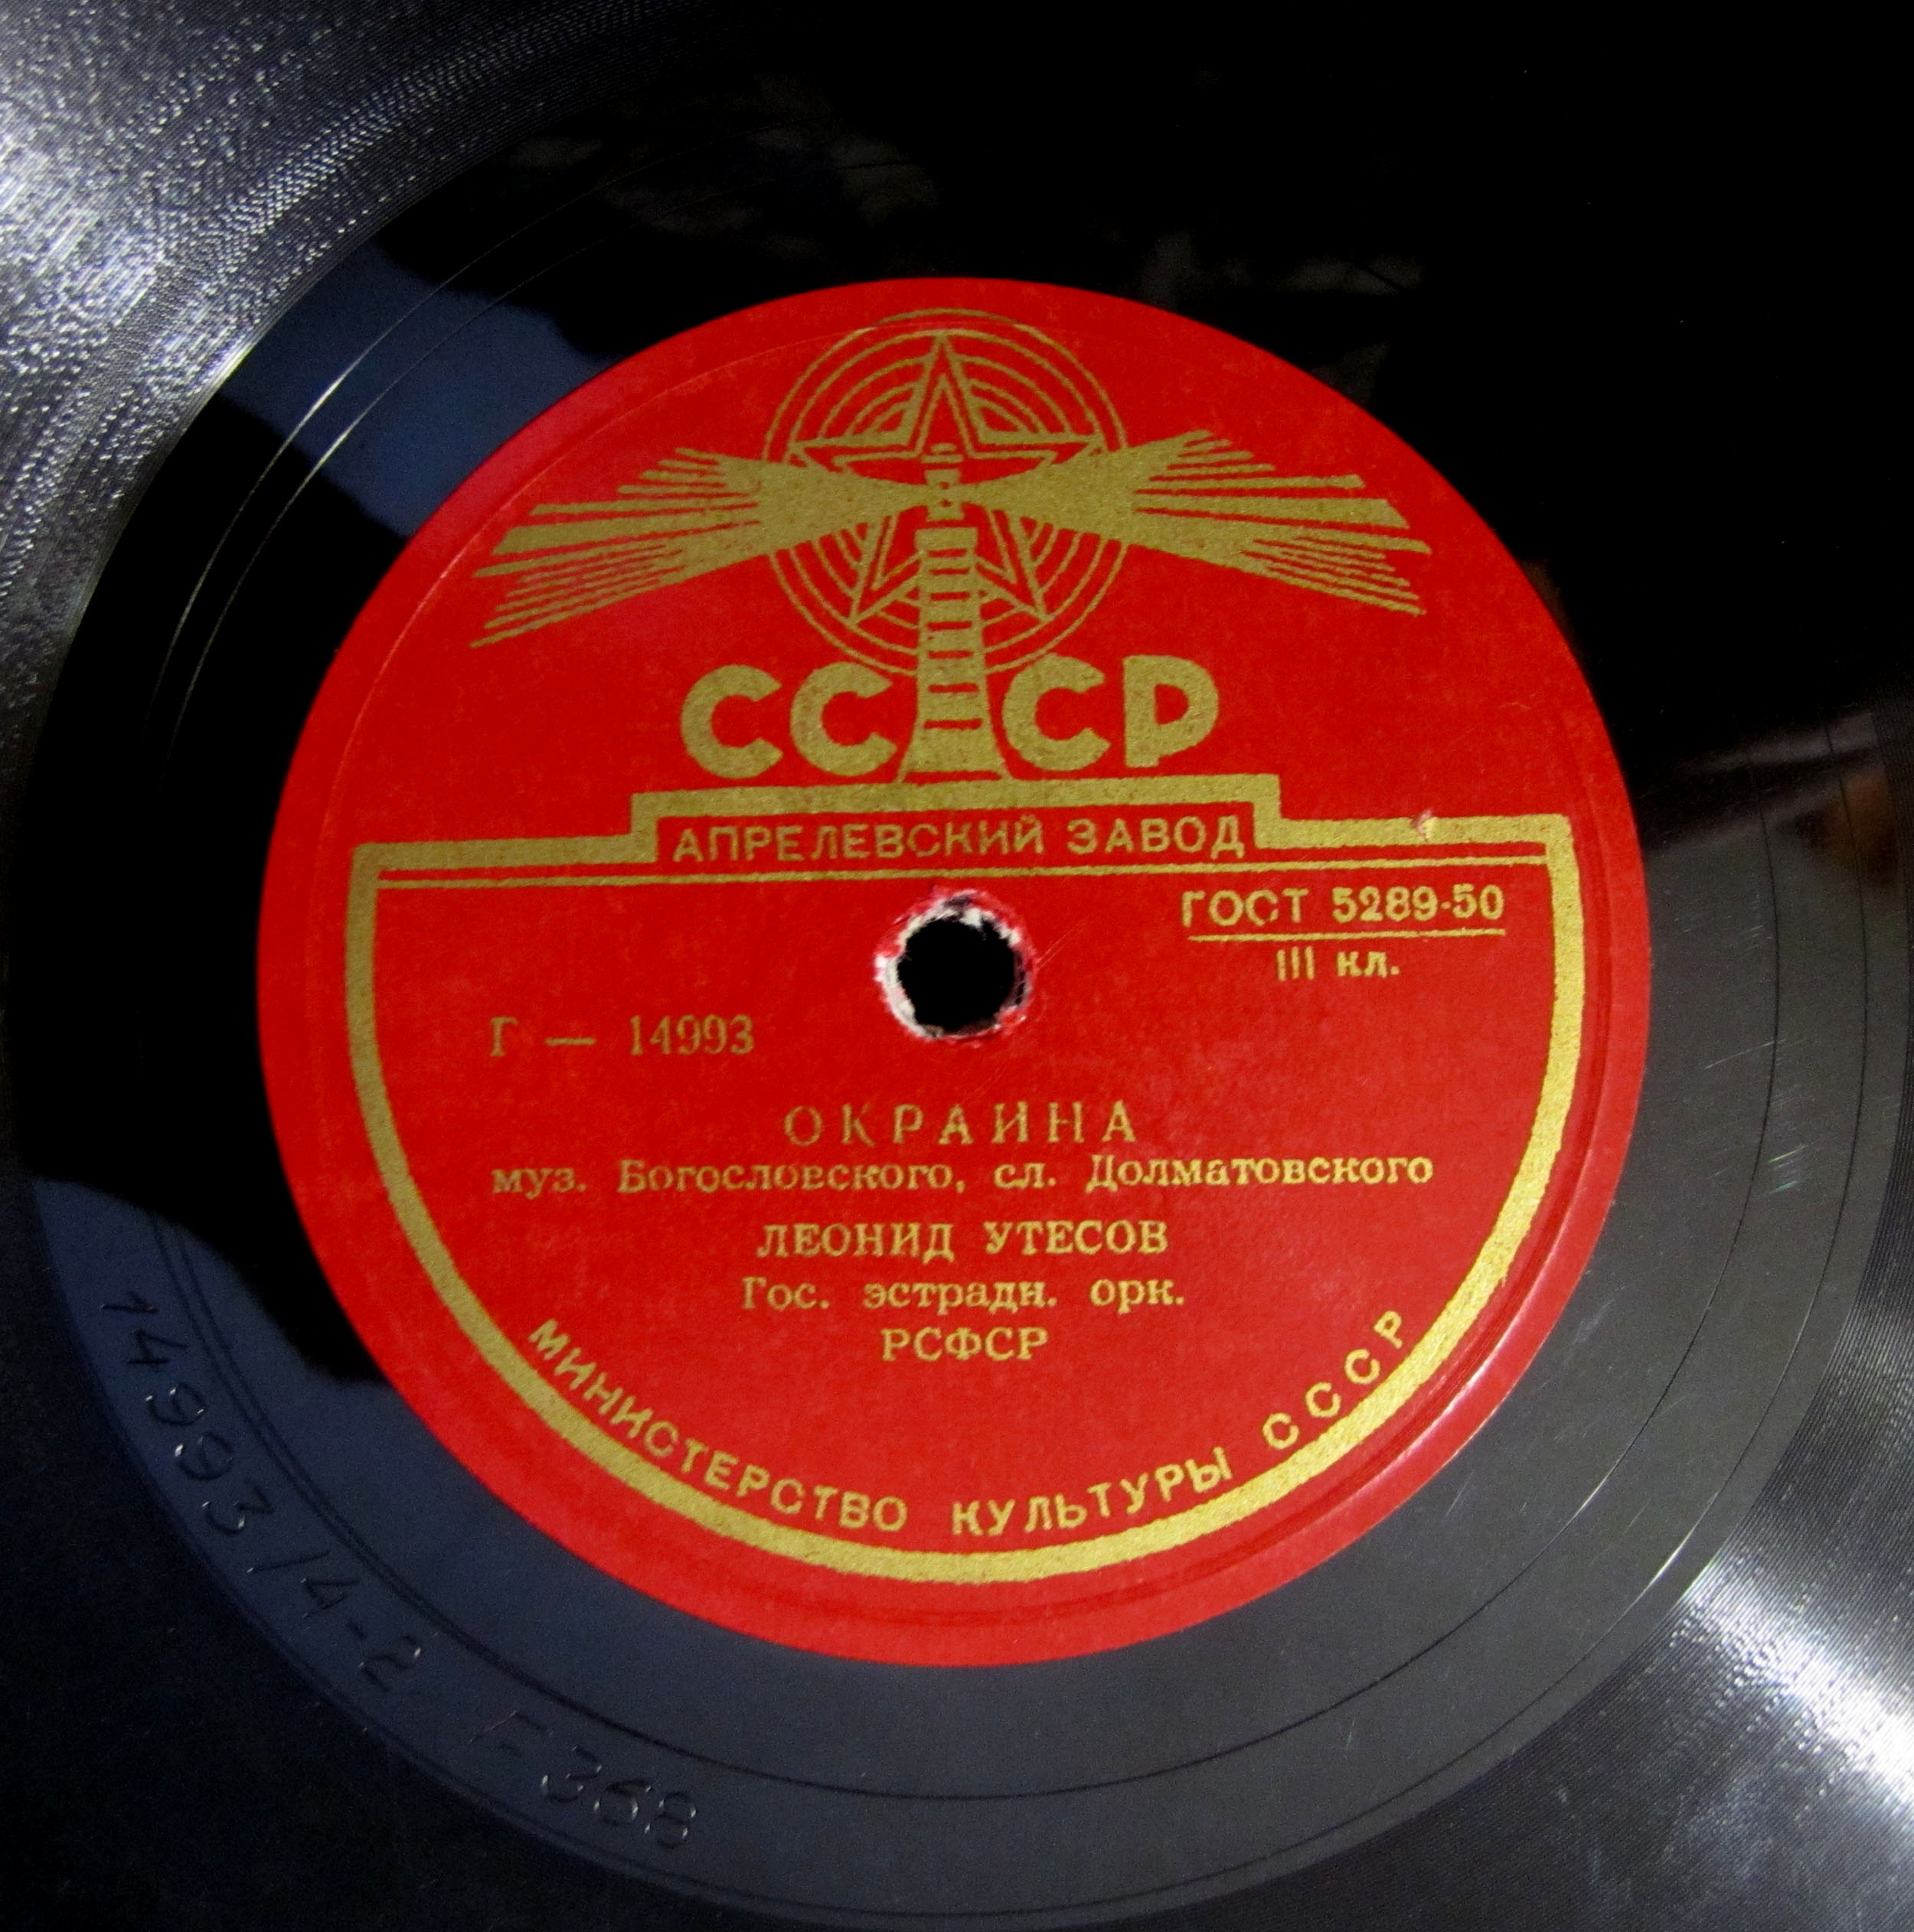 СССР
АПРЕЛЕВСКИЙ ЗАВОД
ГОСТ 5289-50
III кл.
Г — 14993
ОКРАИНА
муз. Богословского, сл. Долматовского
ЛЕОНИД УТЕСОВ
Гос. эстрадн. орк.
РСФСР
МИНИСТЕРСТВО КУЛЬТУРЫ СССР
14993/4-2 Г-368